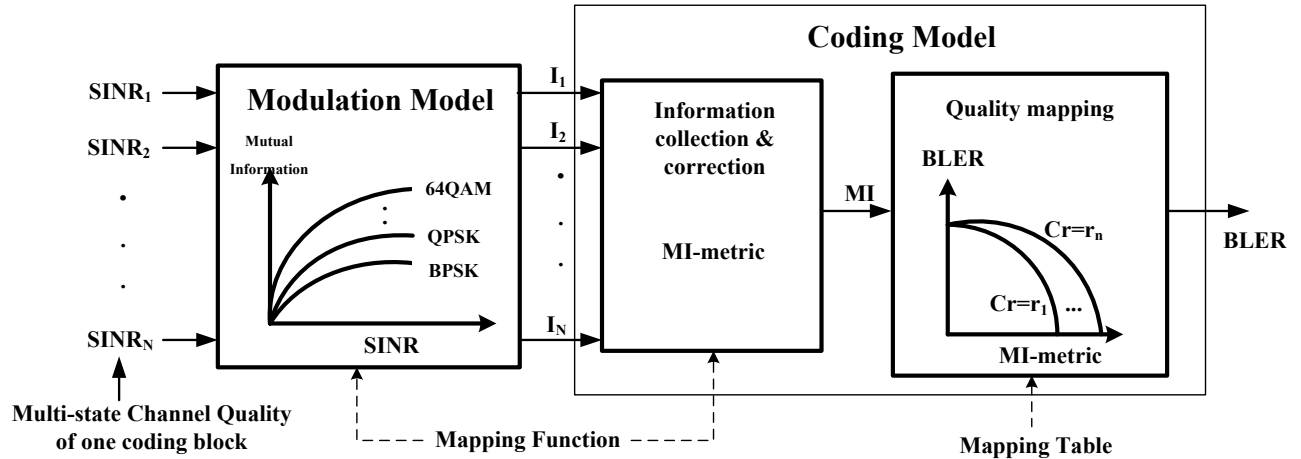 Coding Model
SINR₁
SINR₂
.
.
.
SINR_N
Multi-state Channel Quality
of one coding block
Modulation Model
Mutual
Information
64QAM
⋮
QPSK
BPSK
SINR
I₁
I₂
.
.
.
I_N
Information
collection &
correction
MI-metric
MI
Quality mapping
BLER
Cr=rₙ
Cr=r₁ ...
MI-metric
BLER
Mapping Function
Mapping Table